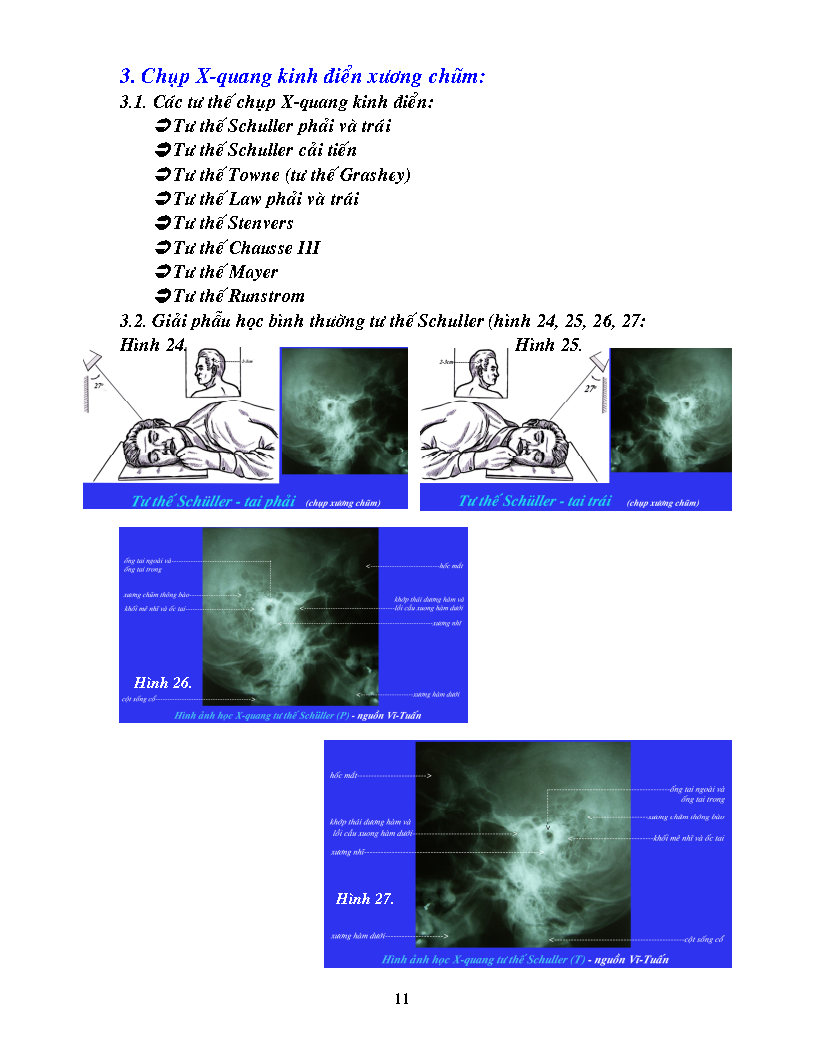 3. Chụp X-quang kinh điển xương chũm:
3.1. Các tư thế chụp X-quang kinh điển:
➲ Tư thế Schuller phải và trái
➲ Tư thế Schuller cải tiến
➲ Tư thế Towne (tư thế Grashey)
➲ Tư thế Law phải và trái
➲ Tư thế Stenvers
➲ Tư thế Chausse III
➲ Tư thế Mayer
➲ Tư thế Runstrom
3.2. Giải phẫu học bình thường tư thế Schuller (hình 24, 25, 26, 27:
Hình 24. Hình 25.
2-3cm
27°
2-3cm
27°
Tư thế Schüller - tai phải (chụp xương chũm)
Tư thế Schüller - tai trái (chụp xương chũm)
ống tai ngoài và
ống tai trong
hốc mắt
xương chũm thông bào
khối mê nhĩ và ốc tai
khớp thái dương hàm và
lồi cầu xuong hàm dưới
xương nhĩ
Hình 26.
cột sống cổ
xương hàm dưới
Hình ảnh học X-quang tư thế Schüller (P) - nguồn Vĩ-Tuấn
hốc mắt
ống tai ngoài và
ống tai trong
xương chũm thông bào
khớp thái dương hàm và
lồi cầu xuong hàm dưới
khối mê nhĩ và ốc tai
xương nhĩ
Hình 27.
xương hàm dưới
cột sống cổ
Hình ảnh học X-quang tư thế Schuller (T) - nguồn Vĩ-Tuấn
11